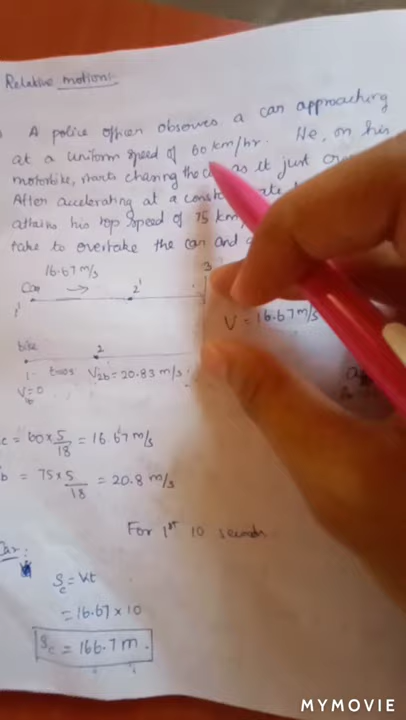 Relative motion:-
A police officer observes a car approaching
at a uniform speed of 60 km/hr. He, on his
motorbike, starts chasing the car as it just
After accelerating at a
attains his top speed of 75 km
take to overtake the car and
16.67 m/s
3
Car
1' 2'
V = 16.67 m/s
bike
2
1 t=10s V2b = 20.83 m/s
V1b = 0
c = 60 x 5/18 = 16.67 m/s
b = 75 x 5/18 = 20.8 m/s
For 1st 10 seconds
Car:
Sc = Vt
= 16.67 x 10
Sc = 166.7 m.
MYMOVIE